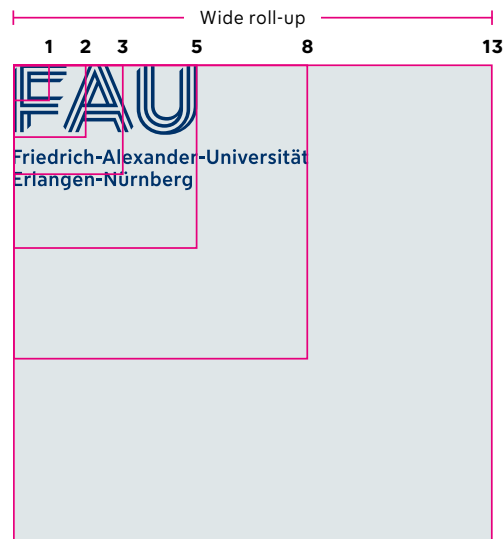 Wide roll-up
1 2 3 5 8 13
FAU
Friedrich-Alexander-Universität
Erlangen-Nürnberg